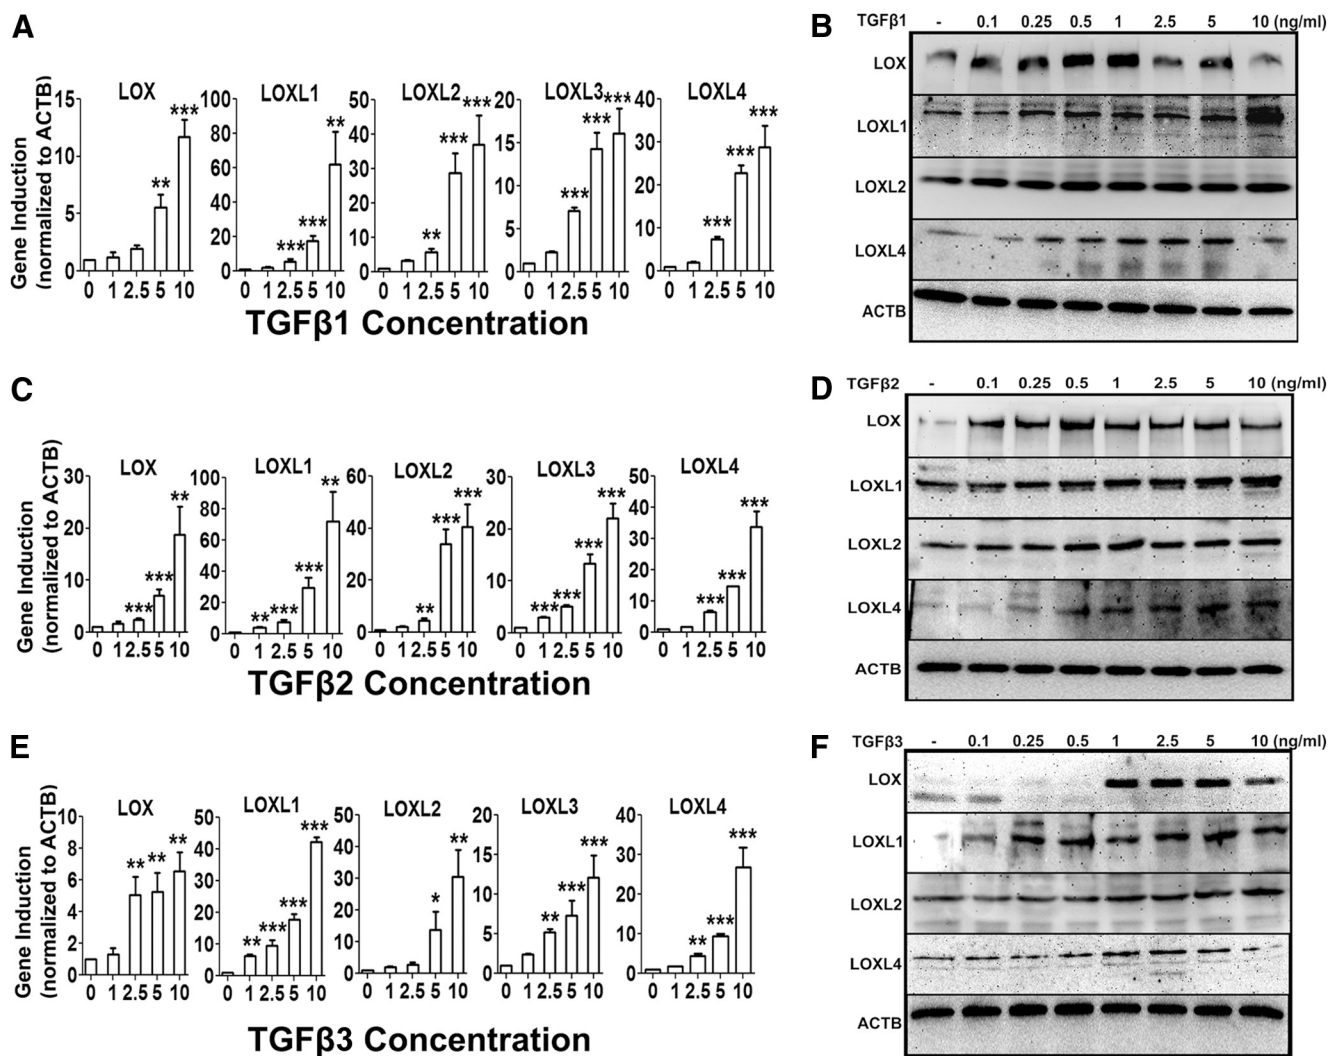 A
LOX LOXL1 LOXL2 LOXL3 LOXL4
Gene Induction
(normalized to ACTB)
15 10 5 0
*** **
0 1 2.5 5 10
100 80 60 40 20 0
*** *** **
0 1 2.5 5 10
50 40 30 20 10 0
** *** ***
0 1 2.5 5 10
20 15 10 5 0
*** *** ***
0 1 2.5 5 10
40 30 20 10 0
*** *** ***
0 1 2.5 5 10
TGFβ1 Concentration
B
TGFβ1 - 0.1 0.25 0.5 1 2.5 5 10 (ng/ml)
LOX
LOXL1
LOXL2
LOXL4
ACTB
C
LOX LOXL1 LOXL2 LOXL3 LOXL4
Gene Induction
(normalized to ACTB)
30 20 10 0
*** *** **
0 1 2.5 5 10
100 80 60 40 20 0
** *** *** **
0 1 2.5 5 10
60 40 20 0
** *** ***
0 1 2.5 5 10
30 20 10 0
*** *** *** ***
0 1 2.5 5 10
50 40 30 20 10 0
*** *** ***
0 1 2.5 5 10
TGFβ2 Concentration
D
TGFβ2 - 0.1 0.25 0.5 1 2.5 5 10 (ng/ml)
LOX
LOXL1
LOXL2
LOXL4
ACTB
E
LOX LOXL1 LOXL2 LOXL3 LOXL4
Gene Induction
(normalized to ACTB)
10 8 6 4 2 0
** ** **
0 1 2.5 5 10
50 40 30 20 10 0
** *** *** ***
0 1 2.5 5 10
50 40 30 20 10 0
* **
0 1 2.5 5 10
20 15 10 5 0
** *** ***
0 1 2.5 5 10
40 30 20 10 0
** *** ***
0 1 2.5 5 10
TGFβ3 Concentration
F
TGFβ3 - 0.1 0.25 0.5 1 2.5 5 10 (ng/ml)
LOX
LOXL1
LOXL2
LOXL4
ACTB